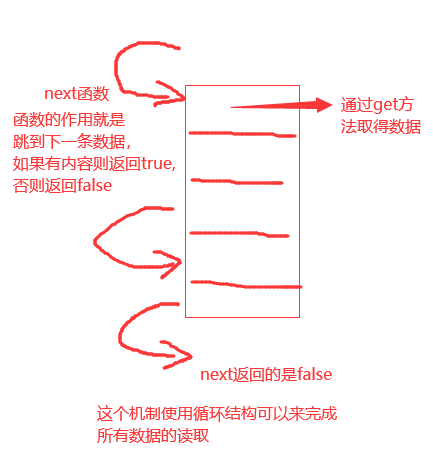 next函数
函数的作用就是
跳到下一条数据，
如果有内容则返回true,
否则返回false
通过get方
法取得数据
next返回的是false
这个机制使用循环结构可以来完成
所有数据的读取